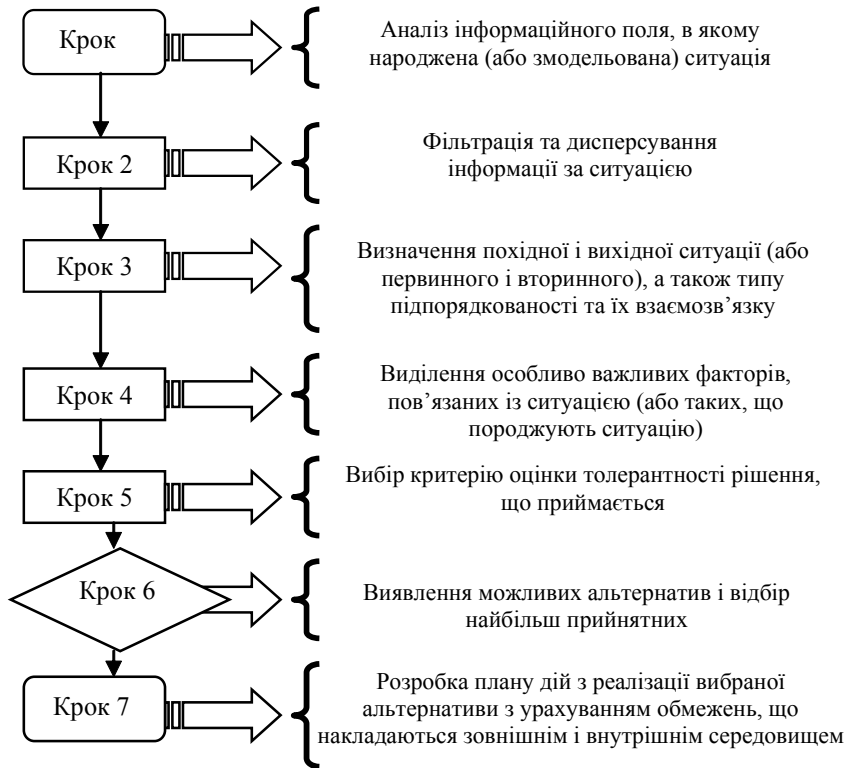 Крок
Аналіз інформаційного поля, в якому
народжена (або змодельована) ситуація
Крок 2
Фільтрація та дисперсування
інформації за ситуацією
Крок 3
Визначення похідної і вихідної ситуації (або
первинного і вторинного), а також типу
підпорядкованості та їх взаємозв’язку
Крок 4
Виділення особливо важливих факторів,
пов’язаних із ситуацією (або таких, що
породжують ситуацію)
Крок 5
Вибір критерію оцінки толерантності рішення,
що приймається
Крок 6
Виявлення можливих альтернатив і відбір
найбільш прийнятних
Крок 7
Розробка плану дій з реалізації вибраної
альтернативи з урахуванням обмежень, що
накладаються зовнішнім і внутрішнім середовищем